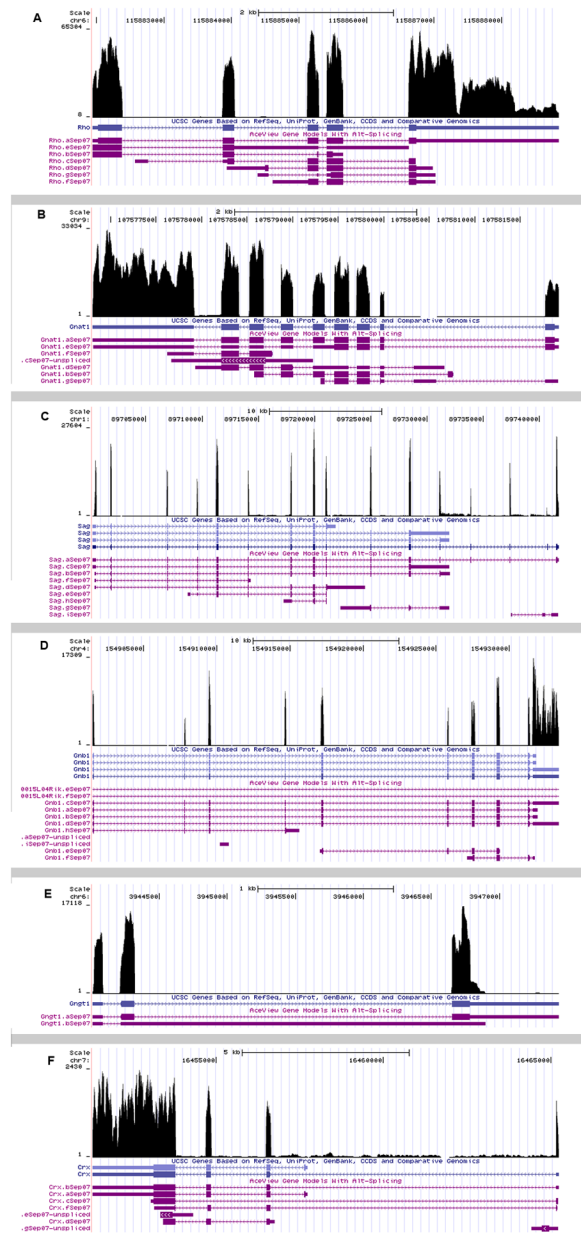 A
Scale 2 kb
chr6: 115883000 115884000 115885000 115886000 115887000 115888000
65304
0
UCSC Genes Based on RefSeq, UniProt, GenBank, CCDS and Comparative Genomics
Rho
AceView Gene Models With Alt-Splicing
Rho.aSep07
Rho.eSep07
Rho.bSep07
Rho.cSep07
Rho.dSep07
Rho.gSep07
Rho.fSep07
B
Scale 2 kb
chr9: 107577500 107578000 107578500 107579000 107579500 107580000 107580500 107581000 107581500
33034
1
UCSC Genes Based on RefSeq, UniProt, GenBank, CCDS and Comparative Genomics
Gnat1
AceView Gene Models With Alt-Splicing
Gnat1.aSep07
Gnat1.eSep07
Gnat1.fSep07
.cSep07-unspliced
Gnat1.dSep07
Gnat1.bSep07
Gnat1.gSep07
C
Scale 10 kb
chr1: 89705000 89710000 89715000 89720000 89725000 89730000 89735000 89740000
27604
1
UCSC Genes Based on RefSeq, UniProt, GenBank, CCDS and Comparative Genomics
Sag
Sag
Sag
Sag
AceView Gene Models With Alt-Splicing
Sag.aSep07
Sag.cSep07
Sag.bSep07
Sag.fSep07
Sag.dSep07
Sag.eSep07
Sag.hSep07
Sag.gSep07
Sag.iSep07
D
Scale 10 kb
chr4: 154905000 154910000 154915000 154920000 154925000 154930000
17309
1
UCSC Genes Based on RefSeq, UniProt, GenBank, CCDS and Comparative Genomics
Gnb1
Gnb1
Gnb1
Gnb1
AceView Gene Models With Alt-Splicing
0015L04Rik.eSep07
0015L04Rik.fSep07
Gnb1.cSep07
Gnb1.aSep07
Gnb1.bSep07
Gnb1.dSep07
Gnb1.hSep07
.aSep07-unspliced
.iSep07-unspliced
Gnb1.eSep07
Gnb1.fSep07
E
Scale 1 kb
chr6: 3944500 3945000 3945500 3946000 3946500 3947000
17118
1
UCSC Genes Based on RefSeq, UniProt, GenBank, CCDS and Comparative Genomics
Gngt1
AceView Gene Models With Alt-Splicing
Gngt1.aSep07
Gngt1.bSep07
F
Scale 5 kb
chr7: 16455000 16460000 16465000
2430
1
UCSC Genes Based on RefSeq, UniProt, GenBank, CCDS and Comparative Genomics
Crx
Crx
AceView Gene Models With Alt-Splicing
Crx.bSep07
Crx.aSep07
Crx.cSep07
Crx.fSep07
.eSep07-unspliced
Crx.dSep07
.gSep07-unspliced